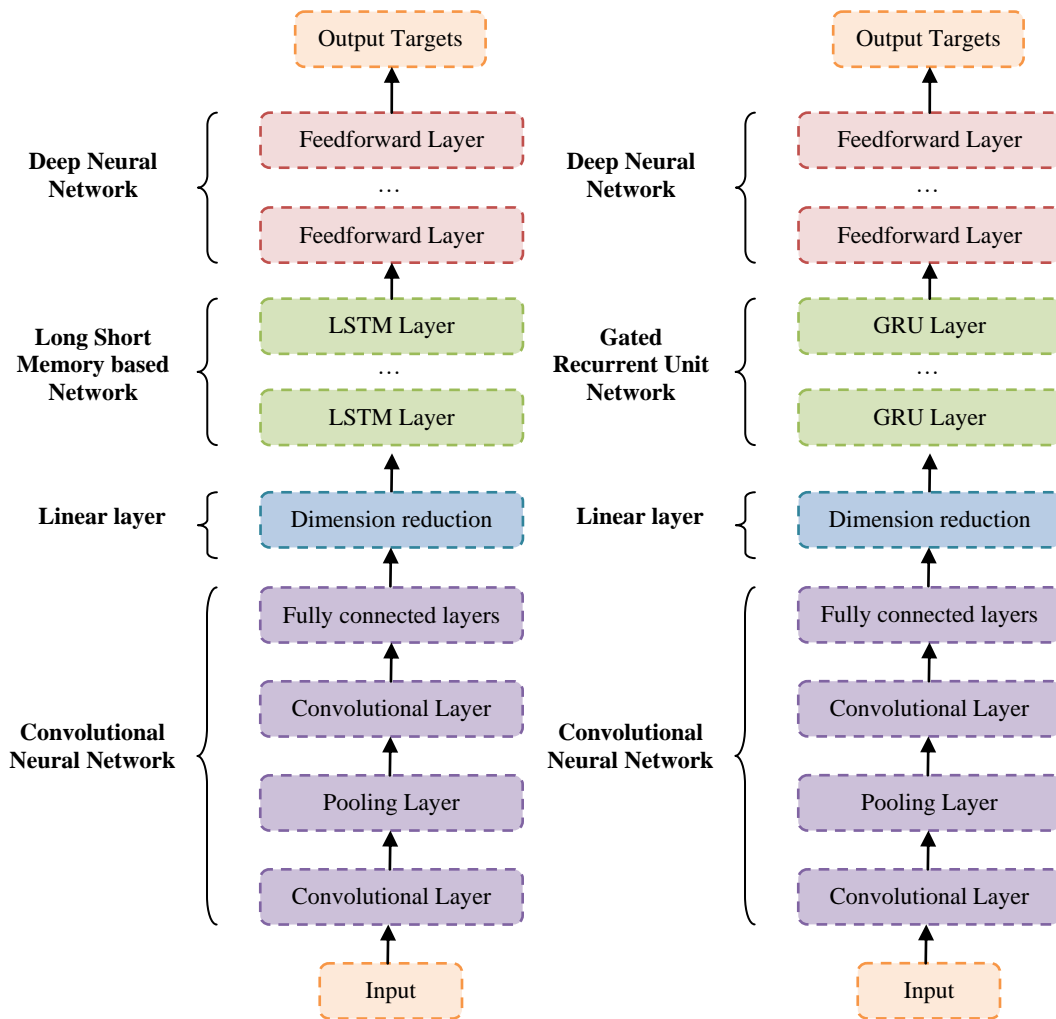 Output Targets
Deep Neural
Network
Feedforward Layer
…
Feedforward Layer
Long Short
Memory based
Network
LSTM Layer
…
LSTM Layer
Linear layer
Dimension reduction
Convolutional
Neural Network
Fully connected layers
Convolutional Layer
Pooling Layer
Convolutional Layer
Input
Output Targets
Deep Neural
Network
Feedforward Layer
…
Feedforward Layer
Gated
Recurrent Unit
Network
GRU Layer
…
GRU Layer
Linear layer
Dimension reduction
Convolutional
Neural Network
Fully connected layers
Convolutional Layer
Pooling Layer
Convolutional Layer
Input